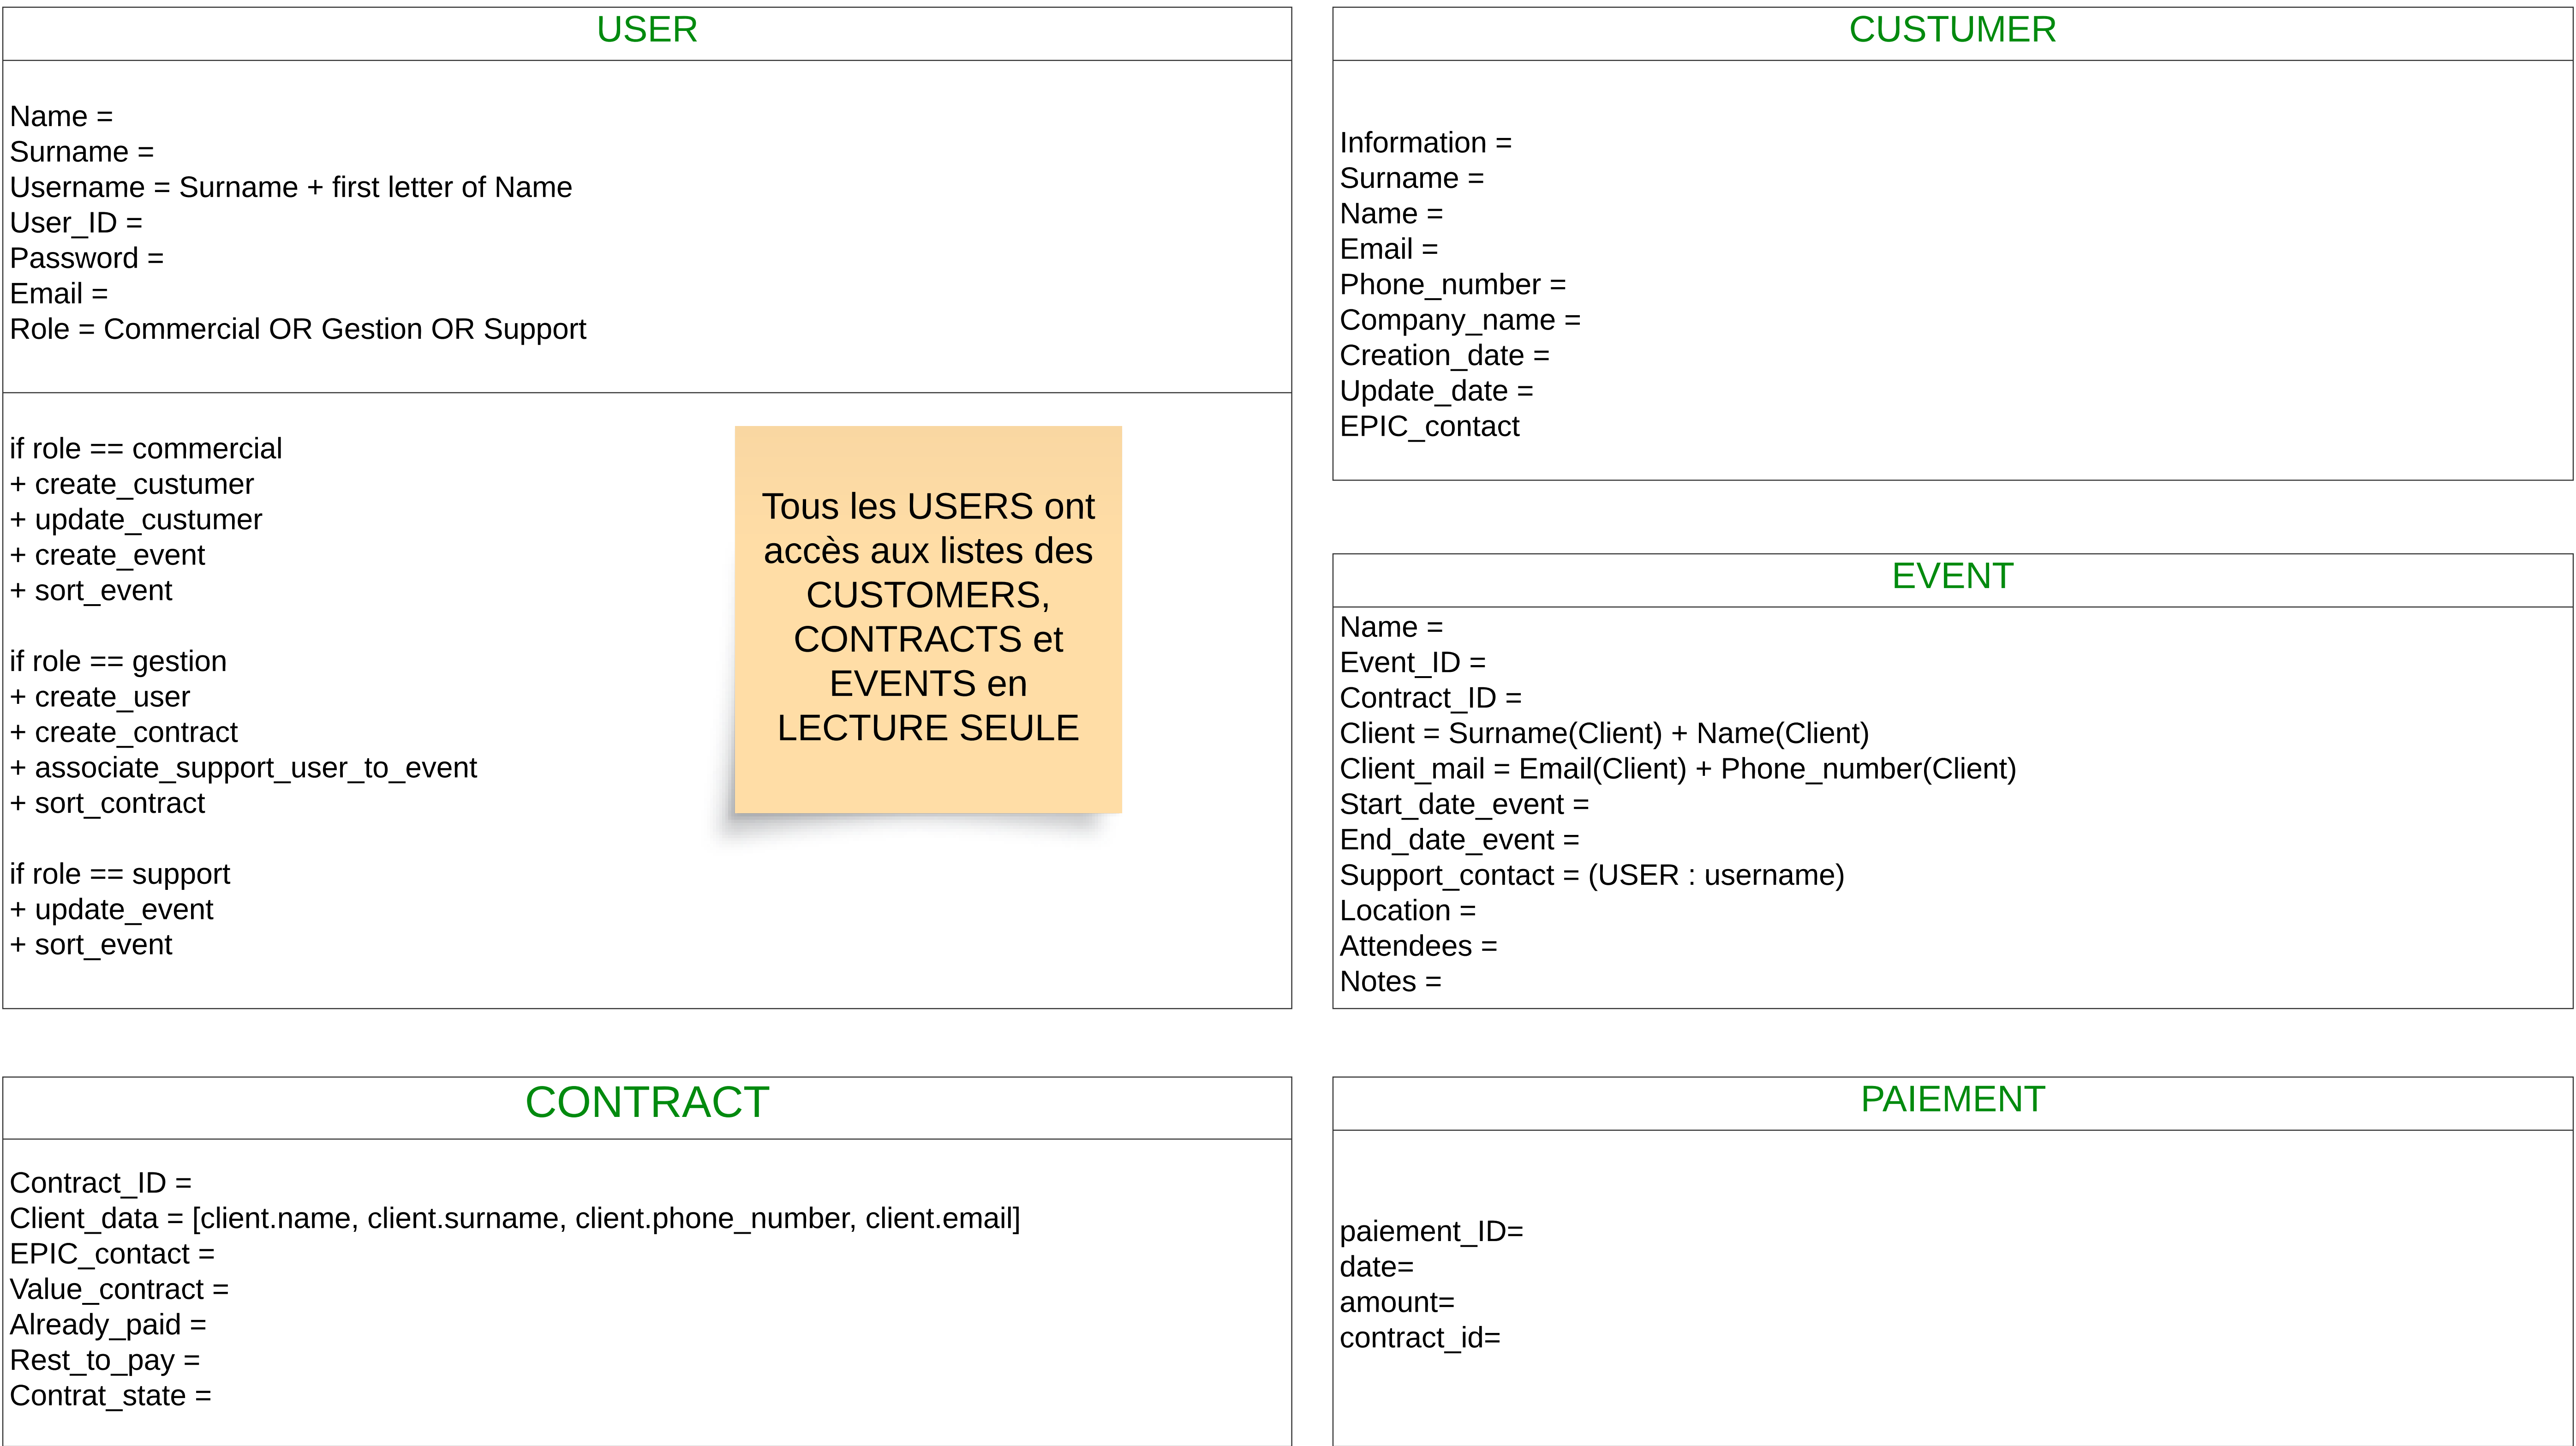 USER
Name =
Surname =
Username = Surname + first letter of Name
User_ID =
Password =
Email =
Role = Commercial OR Gestion OR Support
if role == commercial
+ create_custumer
+ update_custumer
+ create_event
+ sort_event
if role == gestion
+ create_user
+ create_contract
+ associate_support_user_to_event
+ sort_contract
if role == support
+ update_event
+ sort_event
Tous les USERS ont
accès aux listes des
CUSTOMERS,
CONTRACTS et
EVENTS en
LECTURE SEULE
CUSTUMER
Information =
Surname =
Name =
Email =
Phone_number =
Company_name =
Creation_date =
Update_date =
EPIC_contact
EVENT
Name =
Event_ID =
Contract_ID =
Client = Surname(Client) + Name(Client)
Client_mail = Email(Client) + Phone_number(Client)
Start_date_event =
End_date_event =
Support_contact = (USER : username)
Location =
Attendees =
Notes =
CONTRACT
Contract_ID =
Client_data = [client.name, client.surname, client.phone_number, client.email]
EPIC_contact =
Value_contract =
Already_paid =
Rest_to_pay =
Contrat_state =
PAIEMENT
paiement_ID=
date=
amount=
contract_id=